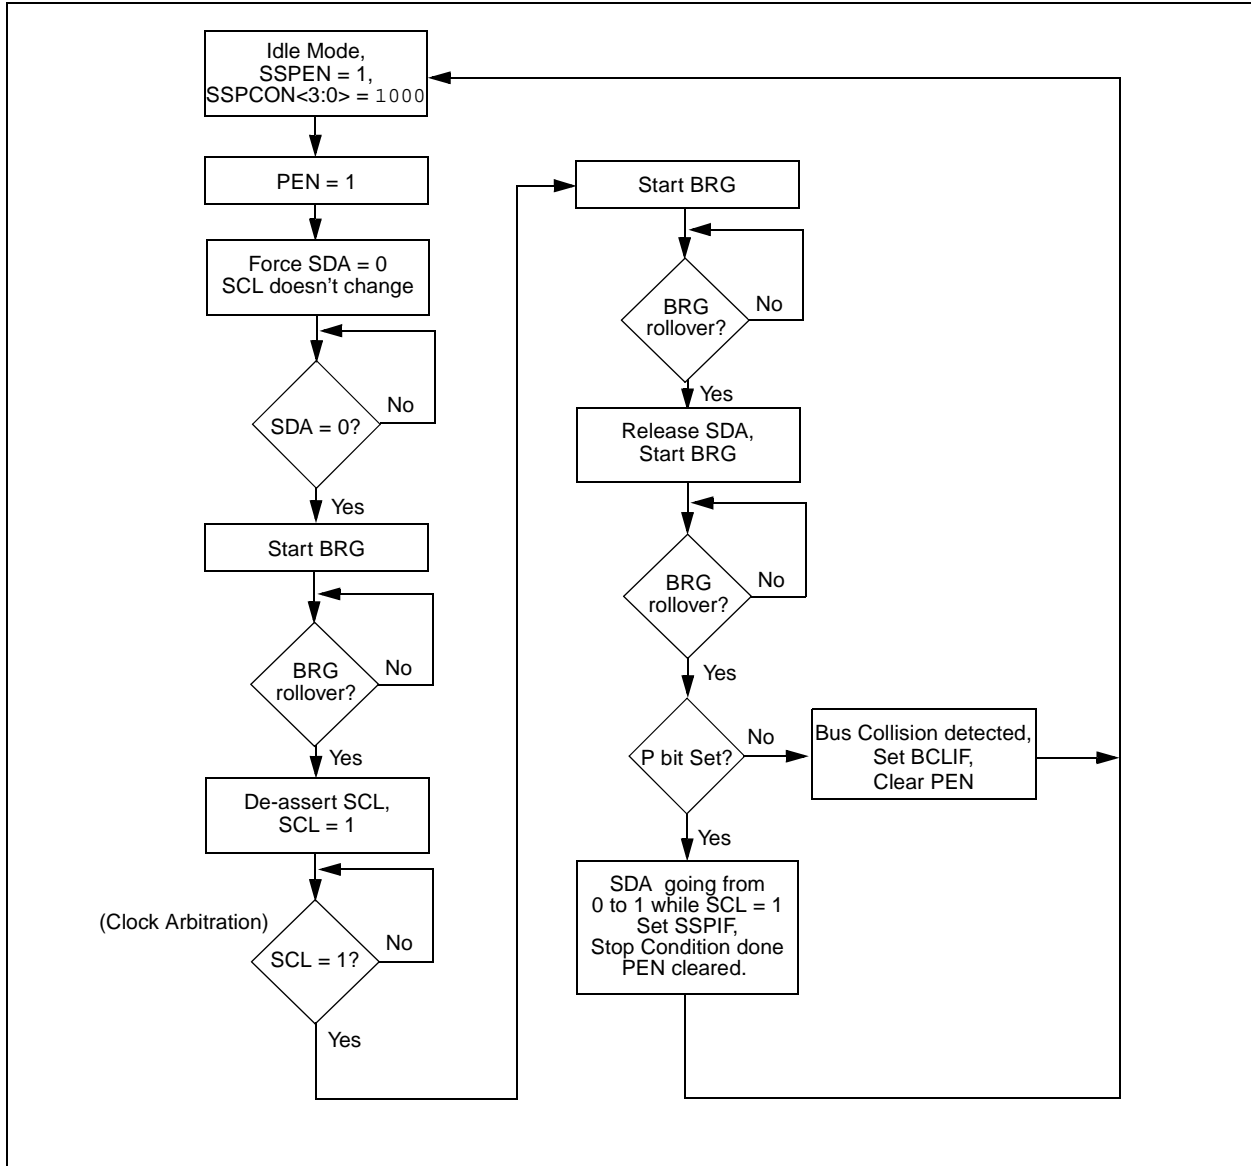 Idle Mode,
SSPEN = 1,
SSPCON<3:0> = 1000
PEN = 1
Force SDA = 0
SCL doesn't change
SDA = 0?
No
Yes
Start BRG
BRG
rollover?
No
Yes
De-assert SCL,
SCL = 1
(Clock Arbitration)
SCL = 1?
No
Yes
Start BRG
BRG
rollover?
No
Yes
Release SDA,
Start BRG
BRG
rollover?
No
Yes
P bit Set?
No
Bus Collision detected,
Set BCLIF,
Clear PEN
Yes
SDA going from
0 to 1 while SCL = 1
Set SSPIF,
Stop Condition done
PEN cleared.